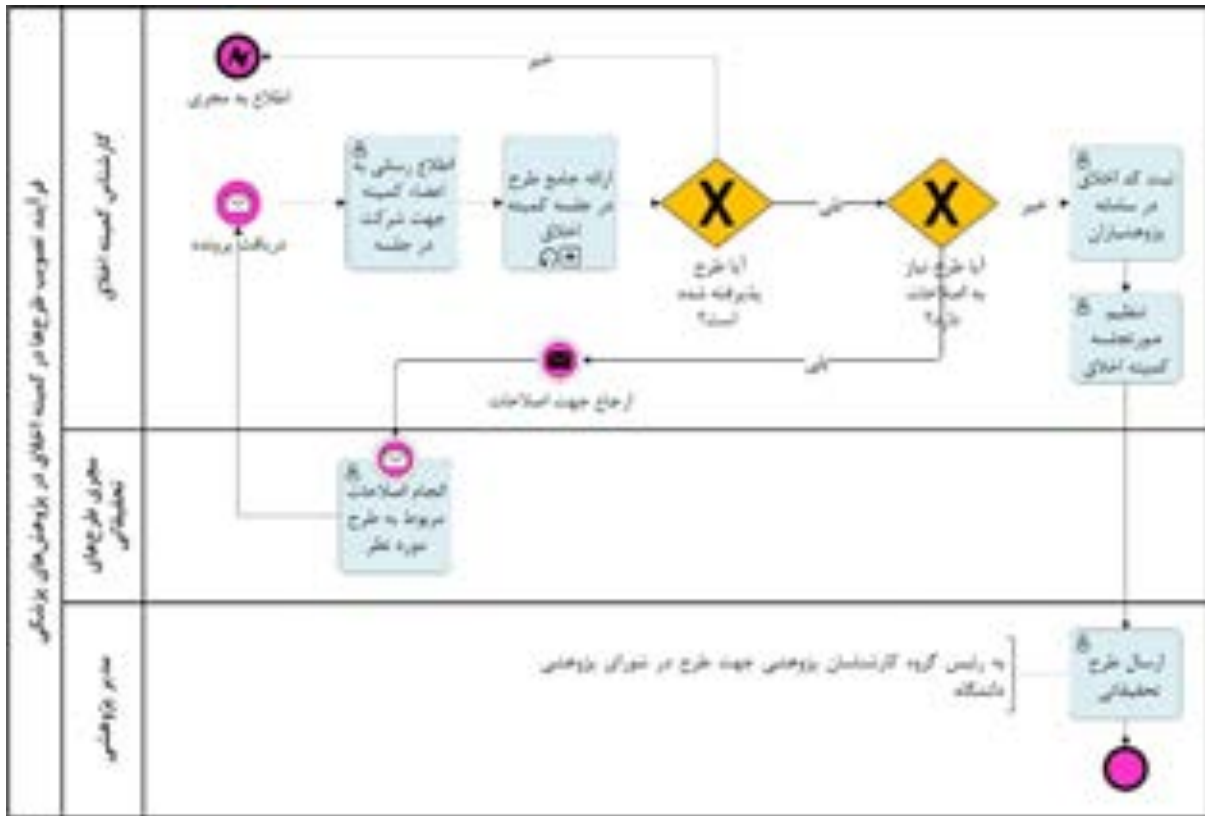 فرآیند تصویب طرح‌ها در کمیته اخلاق در پژوهش‌های پزشکی
کارشناس کمیته اخلاق
خیر
اطلاع به مجری
دریافت پرونده
اطلاع رسانی به
اعضاء کمیته
جهت شرکت
در جلسه
ارائه جامع طرح
در جلسه کمیته
اخلاق
آیا طرح
پذیرفته شده
است؟
بلی
آیا طرح نیاز
به اصلاحات
دارد؟
خیر
ثبت کد اخلاق
در سامانه
پژوهشیاران
تنظیم
صورتجلسه
کمیته اخلاق
بلی
ارجاع جهت اصلاحات
مجری طرح‌های
تحقیقاتی
انجام اصلاحات
مربوط به طرح
مورد نظر
مدیر پژوهشی
ارسال طرح
تحقیقاتی
به رئیس گروه کارشناسان پژوهشی جهت طرح در شورای پژوهشی
دانشگاه